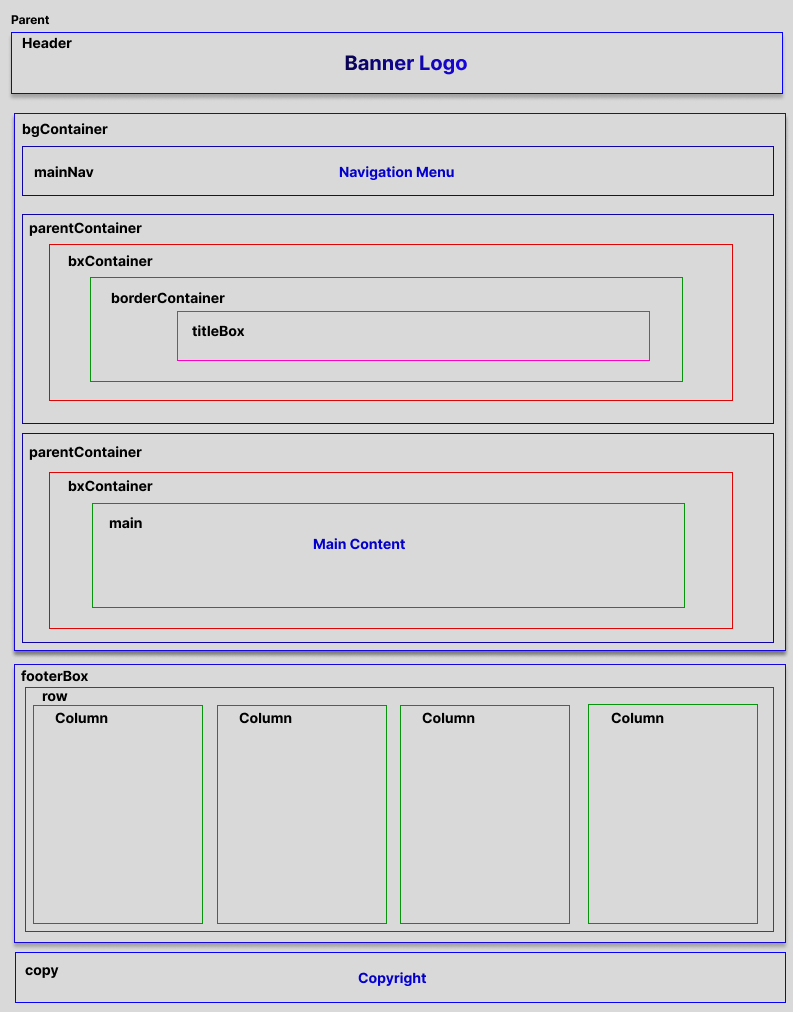 Parent
Header
Banner Logo
bgContainer
mainNav
Navigation Menu
parentContainer
bxContainer
borderContainer
titleBox
parentContainer
bxContainer
main
Main Content
footerBox
row
Column
Column
Column
Column
copy
Copyright